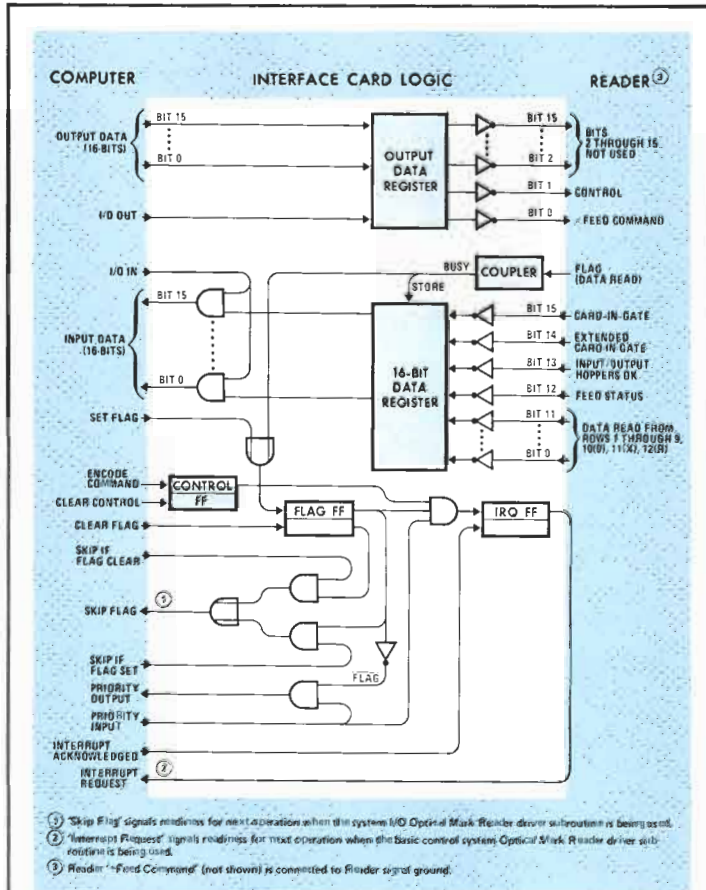 COMPUTER INTERFACE CARD LOGIC READER ③
OUTPUT DATA
(16-BITS)
BIT 15
BIT 0
I/O OUT
OUTPUT
DATA
REGISTER
BIT 15
BIT 2
BIT 1
BIT 0
BITS
2 THROUGH 15
NOT USED
CONTROL
-FEED COMMAND
I/O IN
BIT 15
INPUT DATA
(16-BITS)
BIT 0
BUSY
STORE
COUPLER
FLAG
(DATA READ)
16-BIT
DATA
REGISTER
BIT 15
CARD-IN-GATE
BIT 14
EXTENDED
CARD-IN-GATE
BIT 13
INPUT/OUTPUT
HOPPERS OK
BIT 12
FEED STATUS
BIT 11
BIT 0
DATA READ FROM
ROWS 1 THROUGH 9,
10(0), 11(X), 12(R)
SET FLAG
ENCODE
COMMAND
CLEAR CONTROL
CONTROL
FF
CLEAR FLAG
FLAG FF
IRQ FF
SKIP IF
FLAG CLEAR
SKIP FLAG
①
SKIP IF
FLAG SET
FLAG
PRIORITY
OUTPUT
PRIORITY
INPUT
INTERRUPT
ACKNOWLEDGED
INTERRUPT
REQUEST
②
① 'Skip Flag' signals readiness for next operation when the system I/O Optical Mark Reader driver subroutine is being used.
② 'Interrupt Request' signals readiness for next operation when the basic control system Optical Mark Reader driver sub-
routine is being used.
③ Reader '+Feed Command' (not shown) is connected to Reader signal ground.